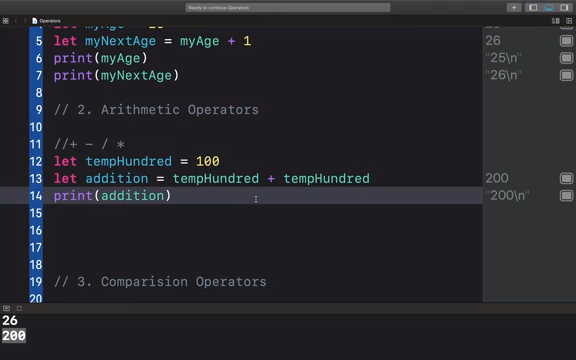 Ready to continue Operators
Operators
5 let myNextAge = myAge + 1 26
6 print(myAge) "25\n"
7 print(myNextAge) "26\n"
8
9 // 2. Arithmetic Operators
10
11 //+ - / *
12 let tempHundred = 100
13 let addition = tempHundred + tempHundred 200
14 print(addition) "200\n"
15
16
17
18
19 // 3. Comparision Operators
20
26
200